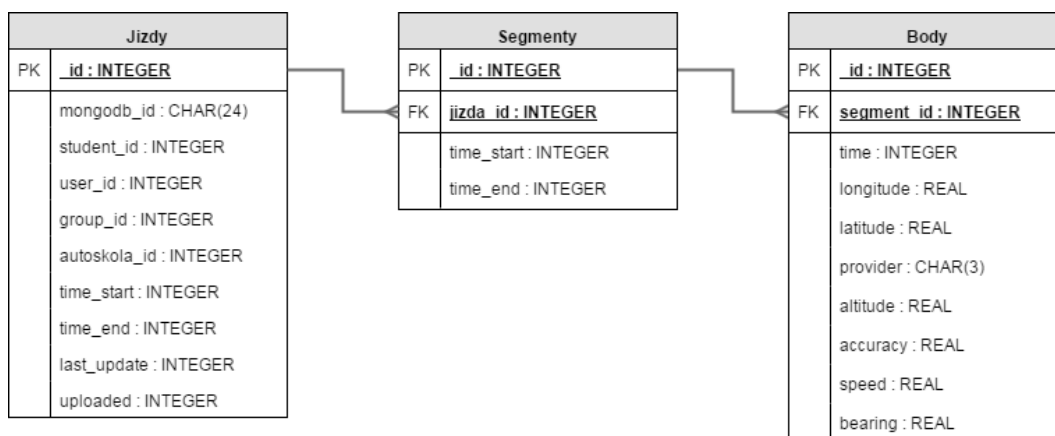 Jizdy
PK _id : INTEGER
mongodb_id : CHAR(24)
student_id : INTEGER
user_id : INTEGER
group_id : INTEGER
autoskola_id : INTEGER
time_start : INTEGER
time_end : INTEGER
last_update : INTEGER
uploaded : INTEGER
Segmenty
PK _id : INTEGER
FK jizda_id : INTEGER
time_start : INTEGER
time_end : INTEGER
Body
PK _id : INTEGER
FK segment_id : INTEGER
time : INTEGER
longitude : REAL
latitude : REAL
provider : CHAR(3)
altitude : REAL
accuracy : REAL
speed : REAL
bearing : REAL